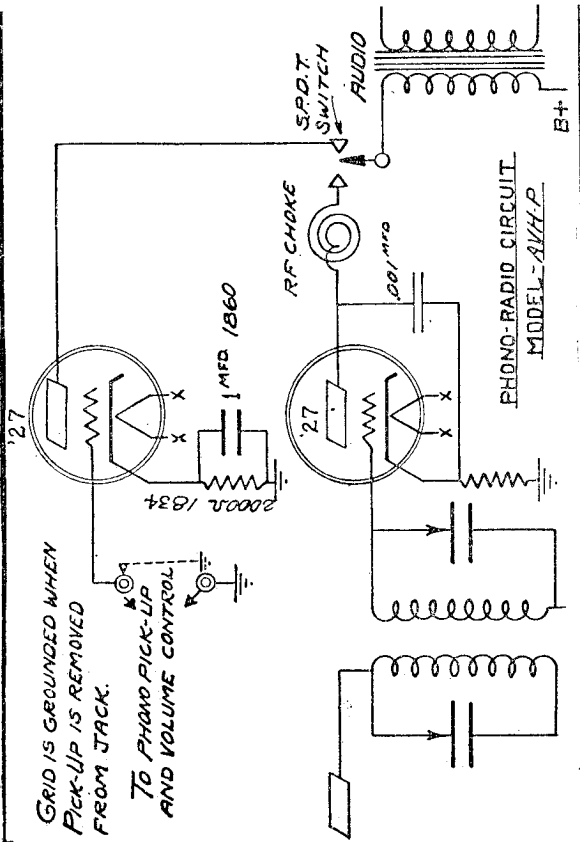 GRID IS GROUNDED WHEN
PICK-UP IS REMOVED
FROM JACK.
TO PHONO PICK-UP
AND VOLUME CONTROL
'27
2000Ω 1834
1 MFD 1860
X
X
S.P.D.T.
SWITCH
AUDIO
RF CHOKE
'27
X
X
.001 MFD
B+
PHONO-RADIO CIRCUIT
MODEL-AVH-P